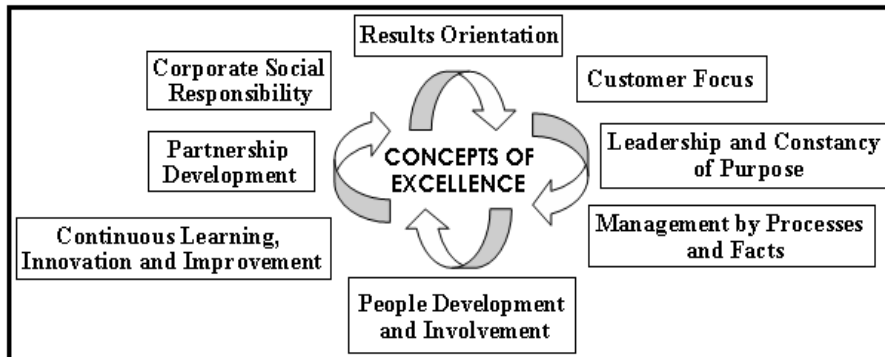 Results Orientation
Customer Focus
Leadership and Constancy
of Purpose
Management by Processes
and Facts
People Development
and Involvement
Continuous Learning,
Innovation and Improvement
Partnership
Development
Corporate Social
Responsibility
CONCEPTS OF
EXCELLENCE